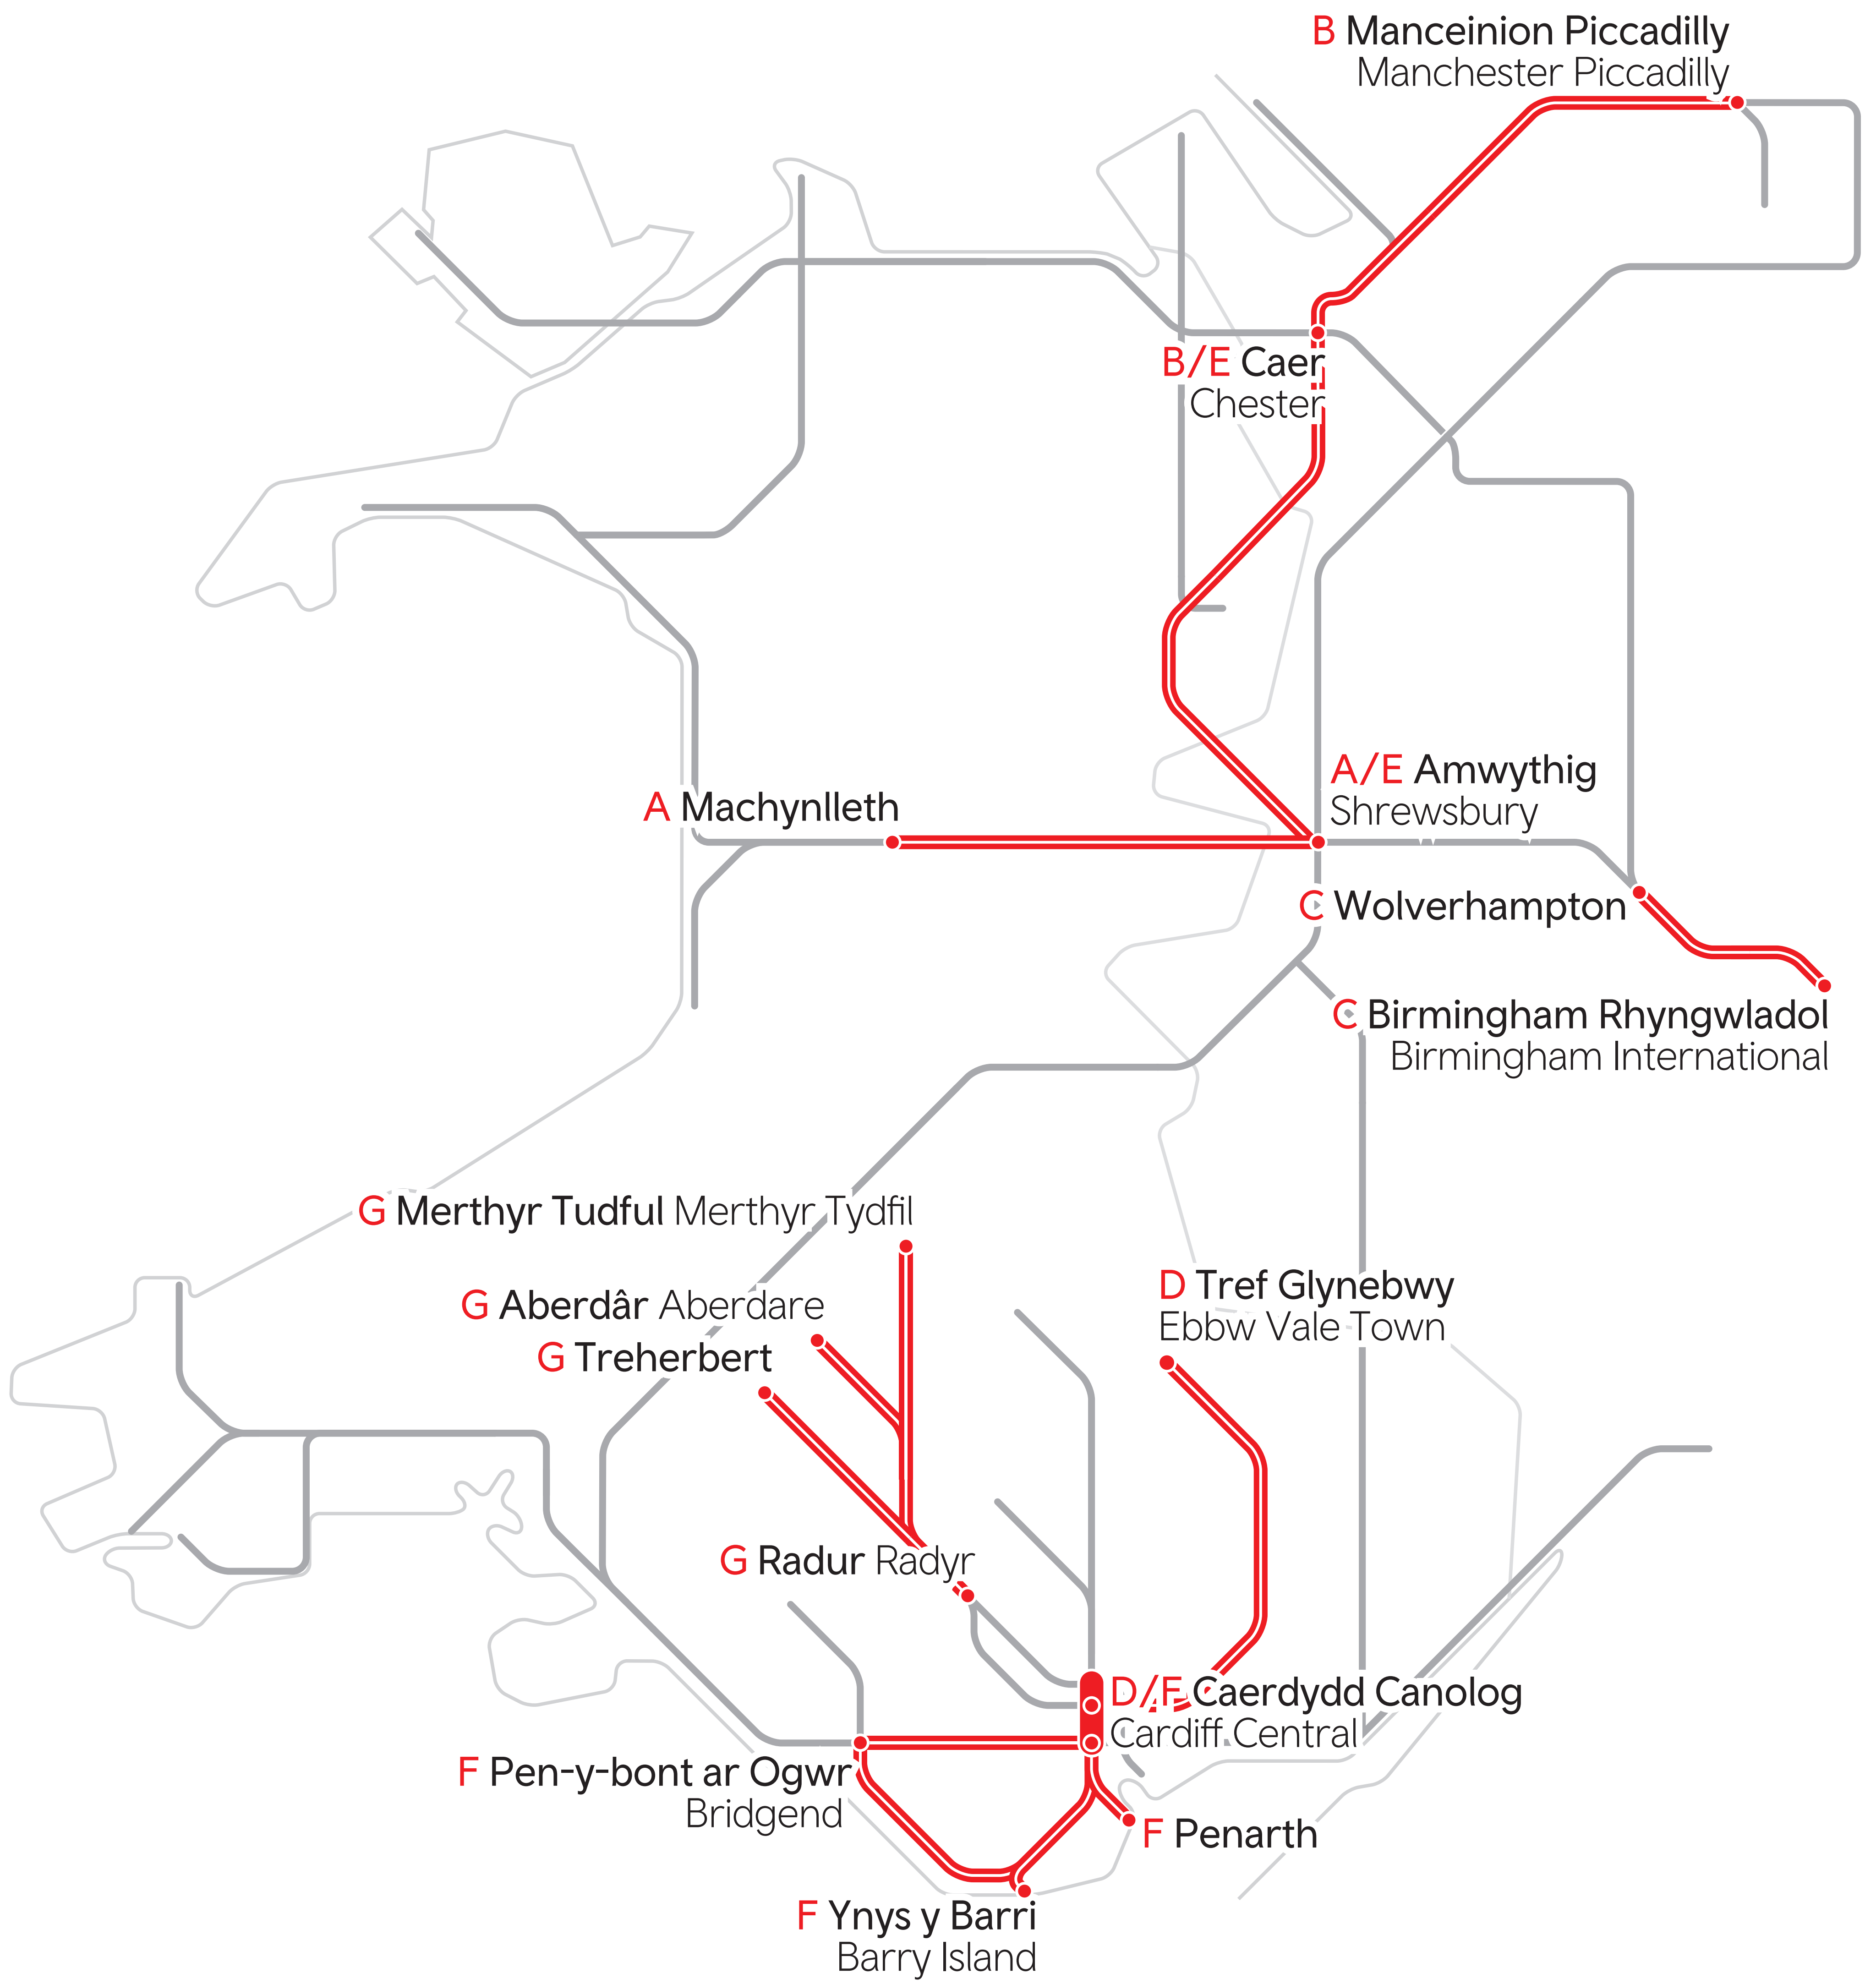 B Manceinion Piccadilly
Manchester Piccadilly
B/E Caer
Chester
A/E Amwythig
Shrewsbury
A Machynlleth
C Wolverhampton
C Birmingham Rhyngwladol
Birmingham International
G Merthyr Tudful Merthyr Tydfil
D Tref Glynebwy
Ebbw Vale Town
G Aberdâr Aberdare
G Treherbert
G Radur Radyr
D/F Caerdydd Canolog
Cardiff Central
F Pen-y-bont ar Ogwr
Bridgend
F Penarth
F Ynys y Barri
Barry Island